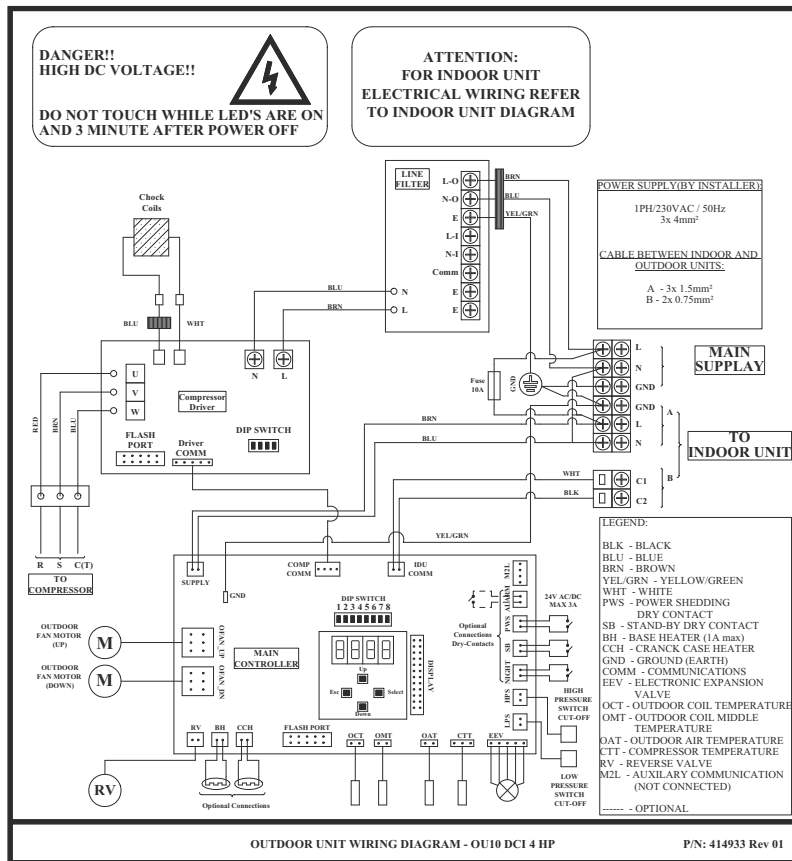 DANGER!!
HIGH DC VOLTAGE!!
DO NOT TOUCH WHILE LED'S ARE ON
AND 3 MINUTE AFTER POWER OFF
ATTENTION:
FOR INDOOR UNIT
ELECTRICAL WIRING REFER
TO INDOOR UNIT DIAGRAM
LINE
FILTER
L-O
N-O
E
L-I
N-I
Comm
E
E
N
L
BRN
BLU
YEL/GRN
POWER SUPPLY(BY INSTALLER):
1PH/230VAC / 50Hz
3x 4mm²
CABLE BETWEEN INDOOR AND
OUTDOOR UNITS:
A - 3x 1.5mm²
B - 2x 0.75mm²
Chock
Coils
BLU
WHT
BLU
BRN
U
V
W
N
L
Compressor
Driver
FLASH
PORT
Driver
COMM
DIP SWITCH
RED
BRN
BLU
R S C(T)
TO
COMPRESSOR
Fuse
10A
GND
L
N
GND
GND
L
N
MAIN
SUPPLAY
A
TO
INDOOR UNIT
BRN
BLU
WHT
BLK
C1
C2
B
YEL/GRN
SUPPLY
GND
COMP
COMM
IDU
COMM
M2L
ALARM
PWS
SB
NIGHT
HPS
LPS
24V AC/DC
MAX 3A
Optional
Connections
Dry-Contacts
DIP SWITCH
1 2 3 4 5 6 7 8
Up
Esc
Select
Down
DISPLAY
MAIN
CONTROLLER
OUTDOOR
FAN MOTOR
(UP)
M
OFAN_UP
OUTDOOR
FAN MOTOR
(DOWN)
M
OFAN_DN
HIGH
PRESSURE
SWITCH
CUT-OFF
LOW
PRESSURE
SWITCH
CUT-OFF
RV
BH
CCH
FLASH PORT
OCT
OMT
OAT
CTT
EEV
RV
Optional Connections
LEGEND:
BLK - BLACK
BLU - BLUE
BRN - BROWN
YEL/GRN - YELLOW/GREEN
WHT - WHITE
PWS - POWER SHEDDING
DRY CONTACT
SB - STAND-BY DRY CONTACT
BH - BASE HEATER (1A max)
CCH - CRANCK CASE HEATER
GND - GROUND (EARTH)
COMM - COMMUNICATIONS
EEV - ELECTRONIC EXPANSION
VALVE
OCT - OUTDOOR COIL TEMPERATURE
OMT - OUTDOOR COIL MIDDLE
TEMPERATURE
OAT - OUTDOOR AIR TEMPERATURE
CTT - COMPRESSOR TEMPERATURE
RV - REVERSE VALVE
M2L - AUXILARY COMMUNICATION
(NOT CONNECTED)
------ - OPTIONAL
OUTDOOR UNIT WIRING DIAGRAM - OU10 DCI 4 HP
P/N: 414933 Rev 01